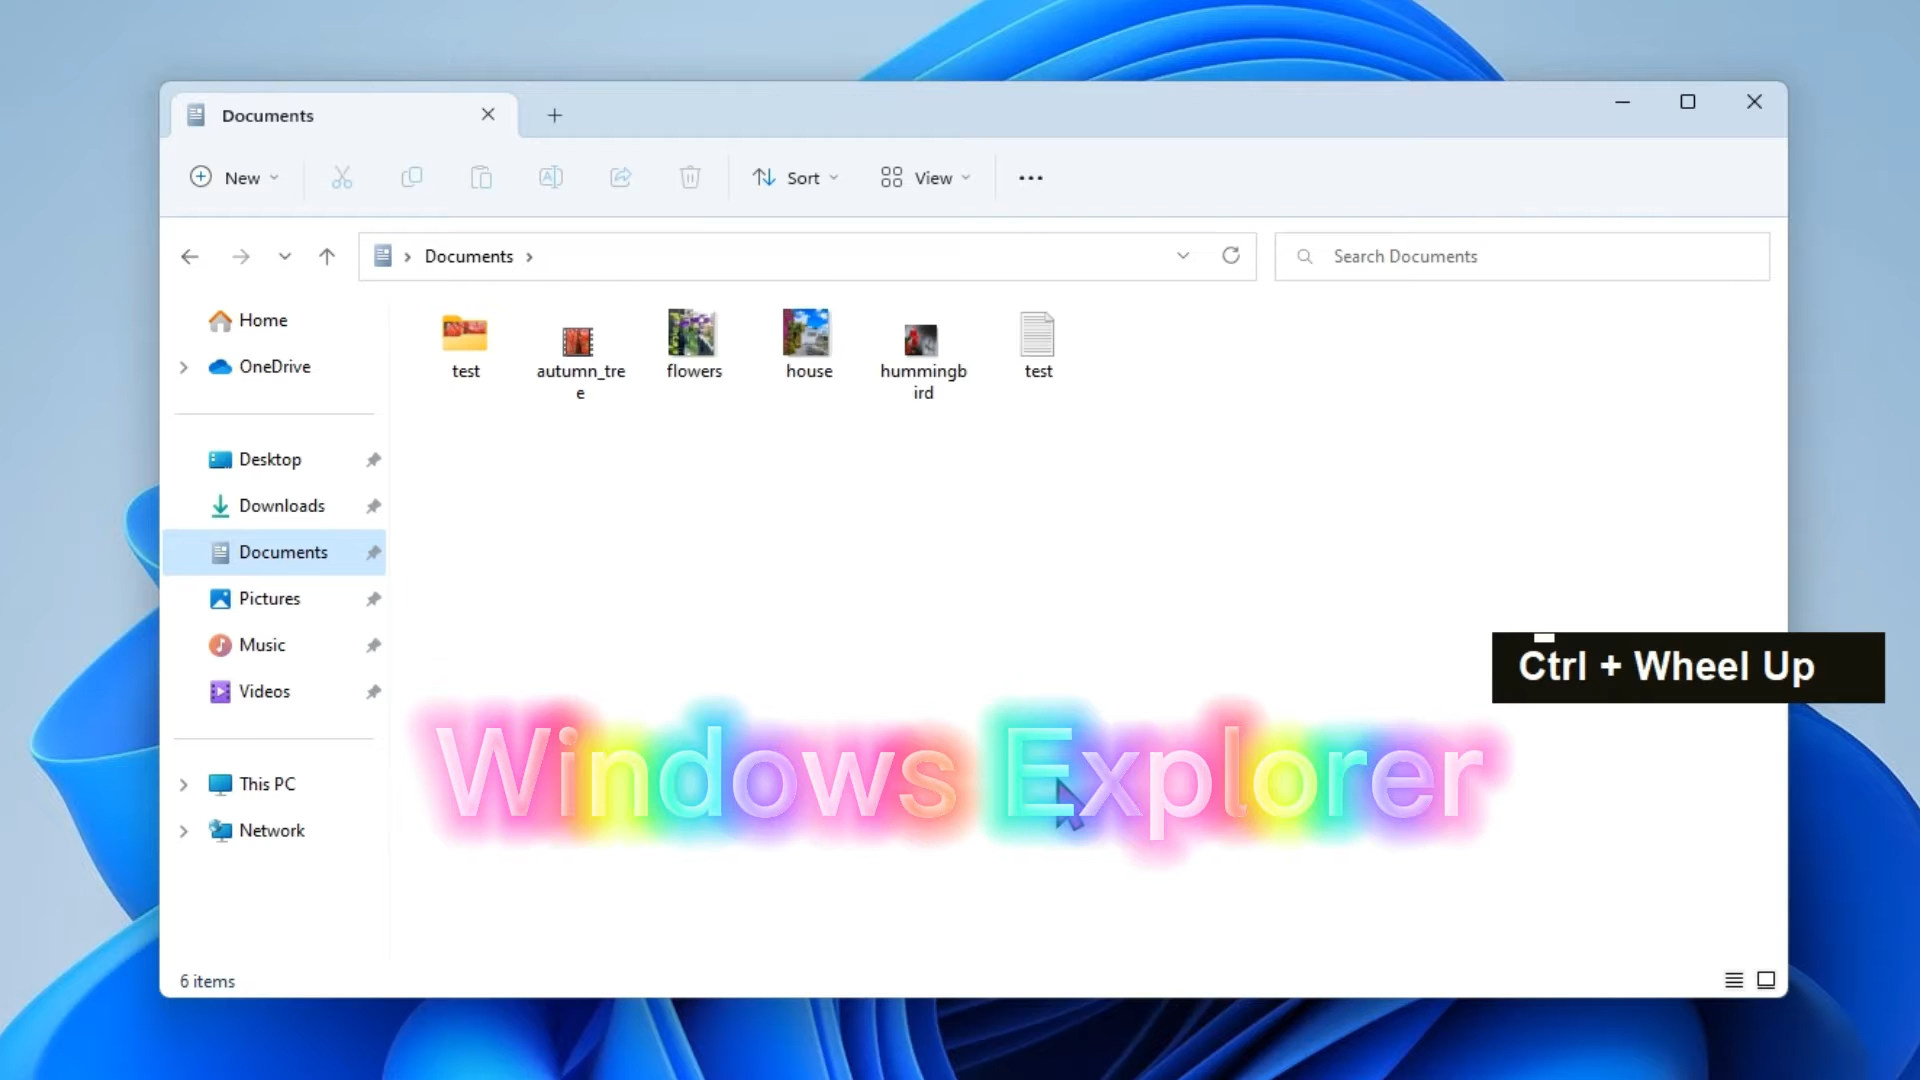 Documents
New
Sort
View
Documents
Search Documents
Home
OneDrive
Desktop
Downloads
Documents
Pictures
Music
Videos
This PC
Network
test
autumn_tre
e
flowers
house
hummingb
ird
test
Ctrl + Wheel Up
Windows Explorer
6 items